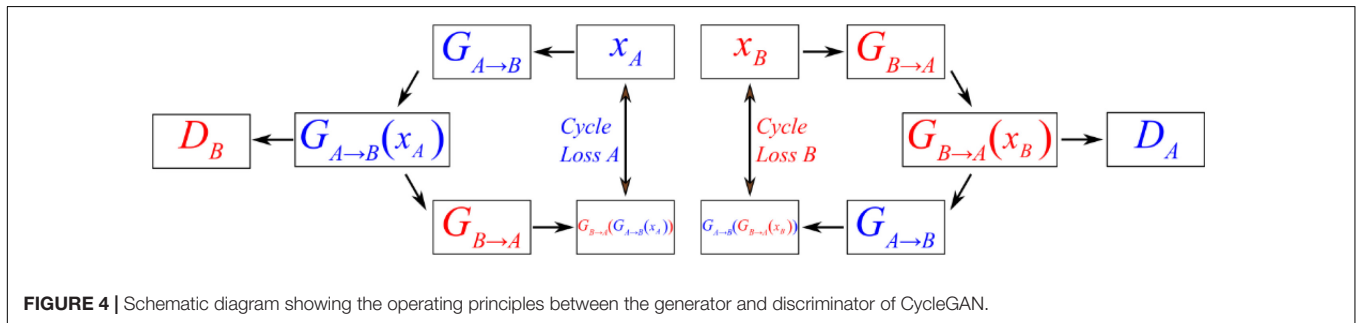 G_{A→B}
x_A
x_B
G_{B→A}
D_B
G_{A→B}(x_A)
Cycle
Loss A
Cycle
Loss B
G_{B→A}(x_B)
D_A
G_{B→A}
G_{B→A}(G_{A→B}(x_A))
G_{A→B}(G_{B→A}(x_B))
G_{A→B}
FIGURE 4 | Schematic diagram showing the operating principles between the generator and discriminator of CycleGAN.